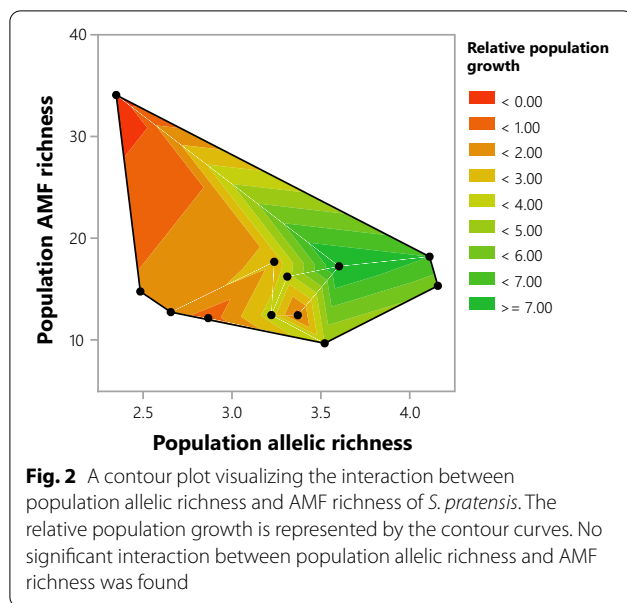 40
30
20
10
Population AMF richness
2.5 3.0 3.5 4.0
Population allelic richness
Relative population
growth
< 0.00
< 1.00
< 2.00
< 3.00
< 4.00
< 5.00
< 6.00
< 7.00
>= 7.00
Fig. 2 A contour plot visualizing the interaction between
population allelic richness and AMF richness of S. pratensis. The
relative population growth is represented by the contour curves. No
significant interaction between population allelic richness and AMF
richness was found